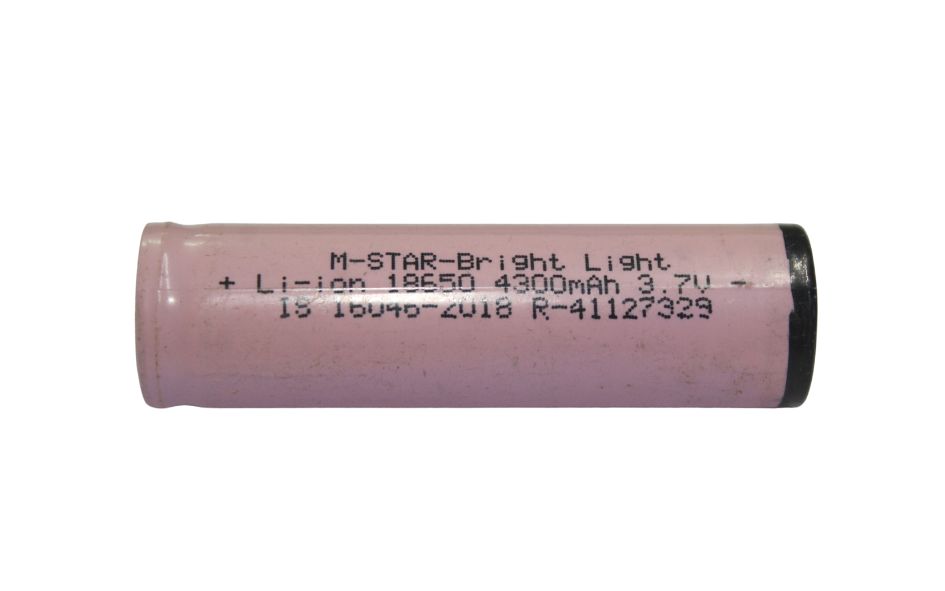 M-STAR-Bright Light
+ Li-ion 18650 4300mAh 3.7V -
IS 16046-2018 R-41127329